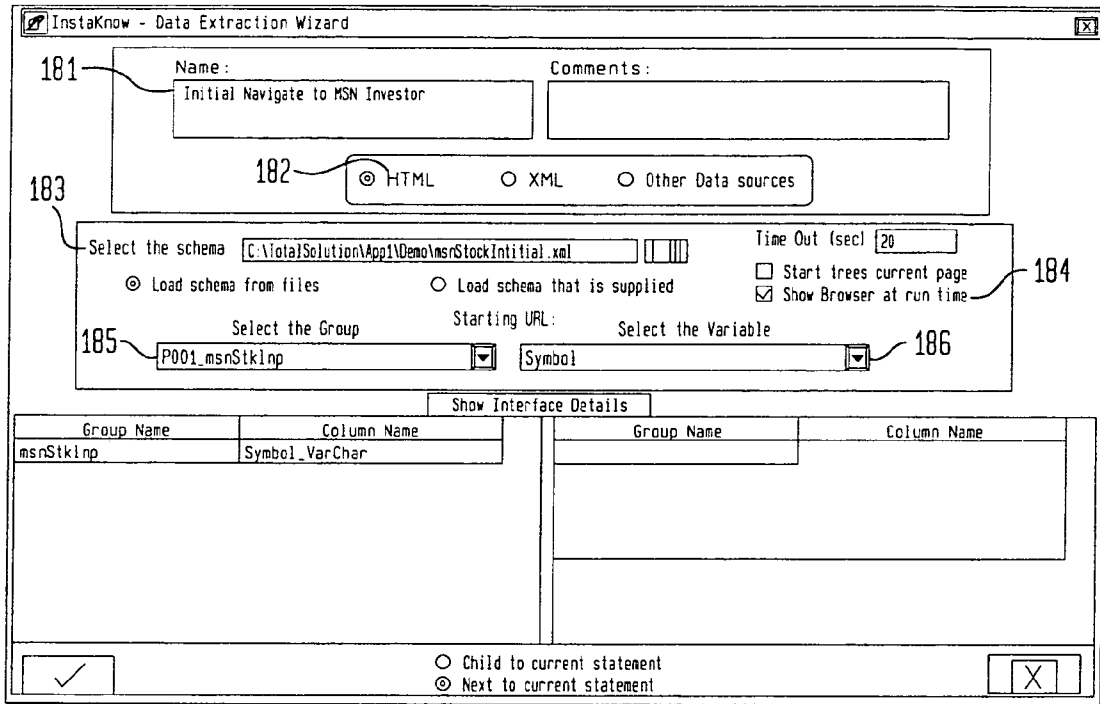 InstaKnow - Data Extraction Wizard
181
Name:
Comments:
Initial Navigate to MSN Investor
182
HTML
XML
Other Data sources
183
Select the schema
C:\TotalSolution\App1\Demo\msnStockIntitial.xml
Time Out (sec)
20
Load schema from files
Load schema that is supplied
Start trees current page
Show Browser at run time
184
Starting URL:
185
Select the Group
Select the Variable
P001_msnStkInp
Symbol
186
Show Interface Details
Group Name
Column Name
Group Name
Column Name
msnStkInp
Symbol_VarChar
Child to current statement
Next to current statement
X